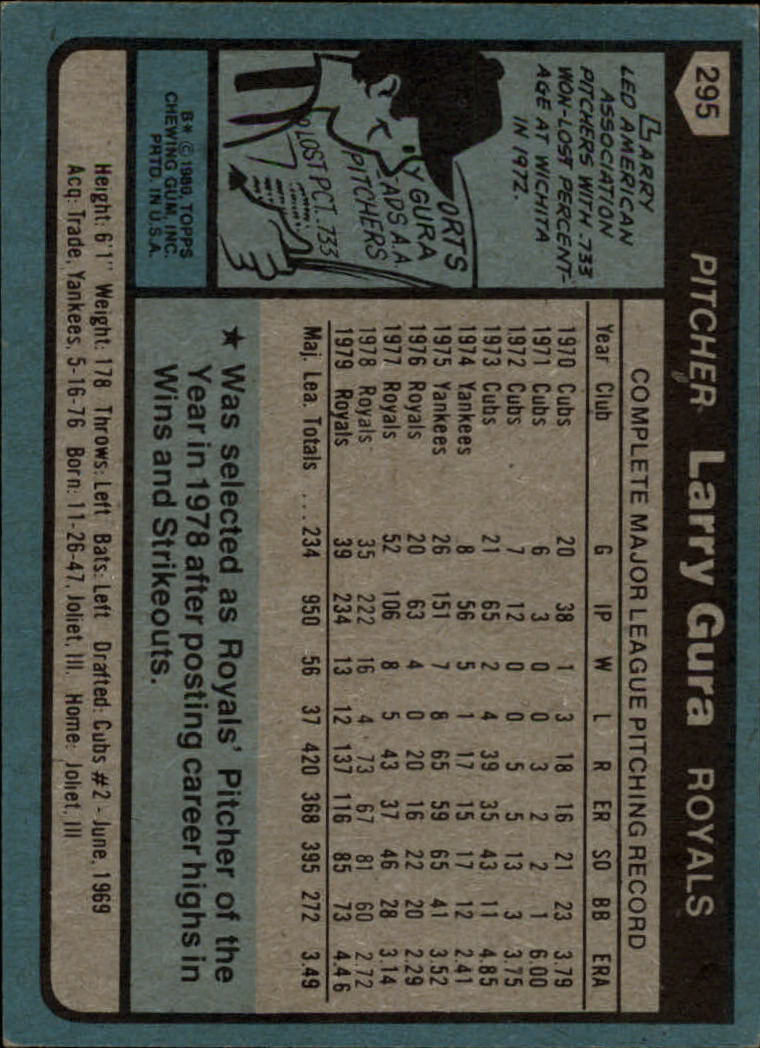 295
PITCHER Larry Gura ROYALS
LARRY
LED AMERICAN
ASSOCIATION
PITCHERS WITH .733
WON-LOST PERCENT-
AGE AT WICHITA
IN 1972.
ORTS
Y GURA
ADS A.A.
PITCHERS
LOST PCT. .733
B* © 1980 TOPPS
CHEWING GUM, INC.
PRTD. IN U.S.A.
COMPLETE MAJOR LEAGUE PITCHING RECORD
Year Club G IP W L R ER SO BB ERA
1970 Cubs 20 38 1 3 18 16 21 23 3.79
1971 Cubs 6 3 0 0 3 2 2 1 6.00
1972 Cubs 7 12 0 0 5 5 13 3 3.75
1973 Cubs 21 65 2 4 39 35 43 11 4.85
1974 Yankees 8 56 5 1 17 15 17 12 2.41
1975 Yankees 26 151 7 8 65 59 65 41 3.52
1976 Royals 20 63 4 0 20 16 22 20 2.29
1977 Royals 52 106 8 5 43 37 46 28 3.14
1978 Royals 35 222 16 4 73 67 81 60 2.72
1979 Royals 39 234 13 12 137 116 85 73 4.46
Maj. Lea. Totals ...234 950 56 37 420 368 395 272 3.49
★ Was selected as Royals' Pitcher of the
Year in 1978 after posting career highs in
Wins and Strikeouts.
Height: 6'1" Weight: 178 Throws: Left Bats: Left Drafted: Cubs #2 - June, 1969
Acq: Trade, Yankees, 5-16-76 Born: 11-26-47, Joliet, Ill. Home: Joliet, Ill